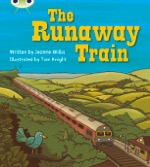 The
Runaway
Train
Written by Jeanne Willis
Illustrated by Tom Knight